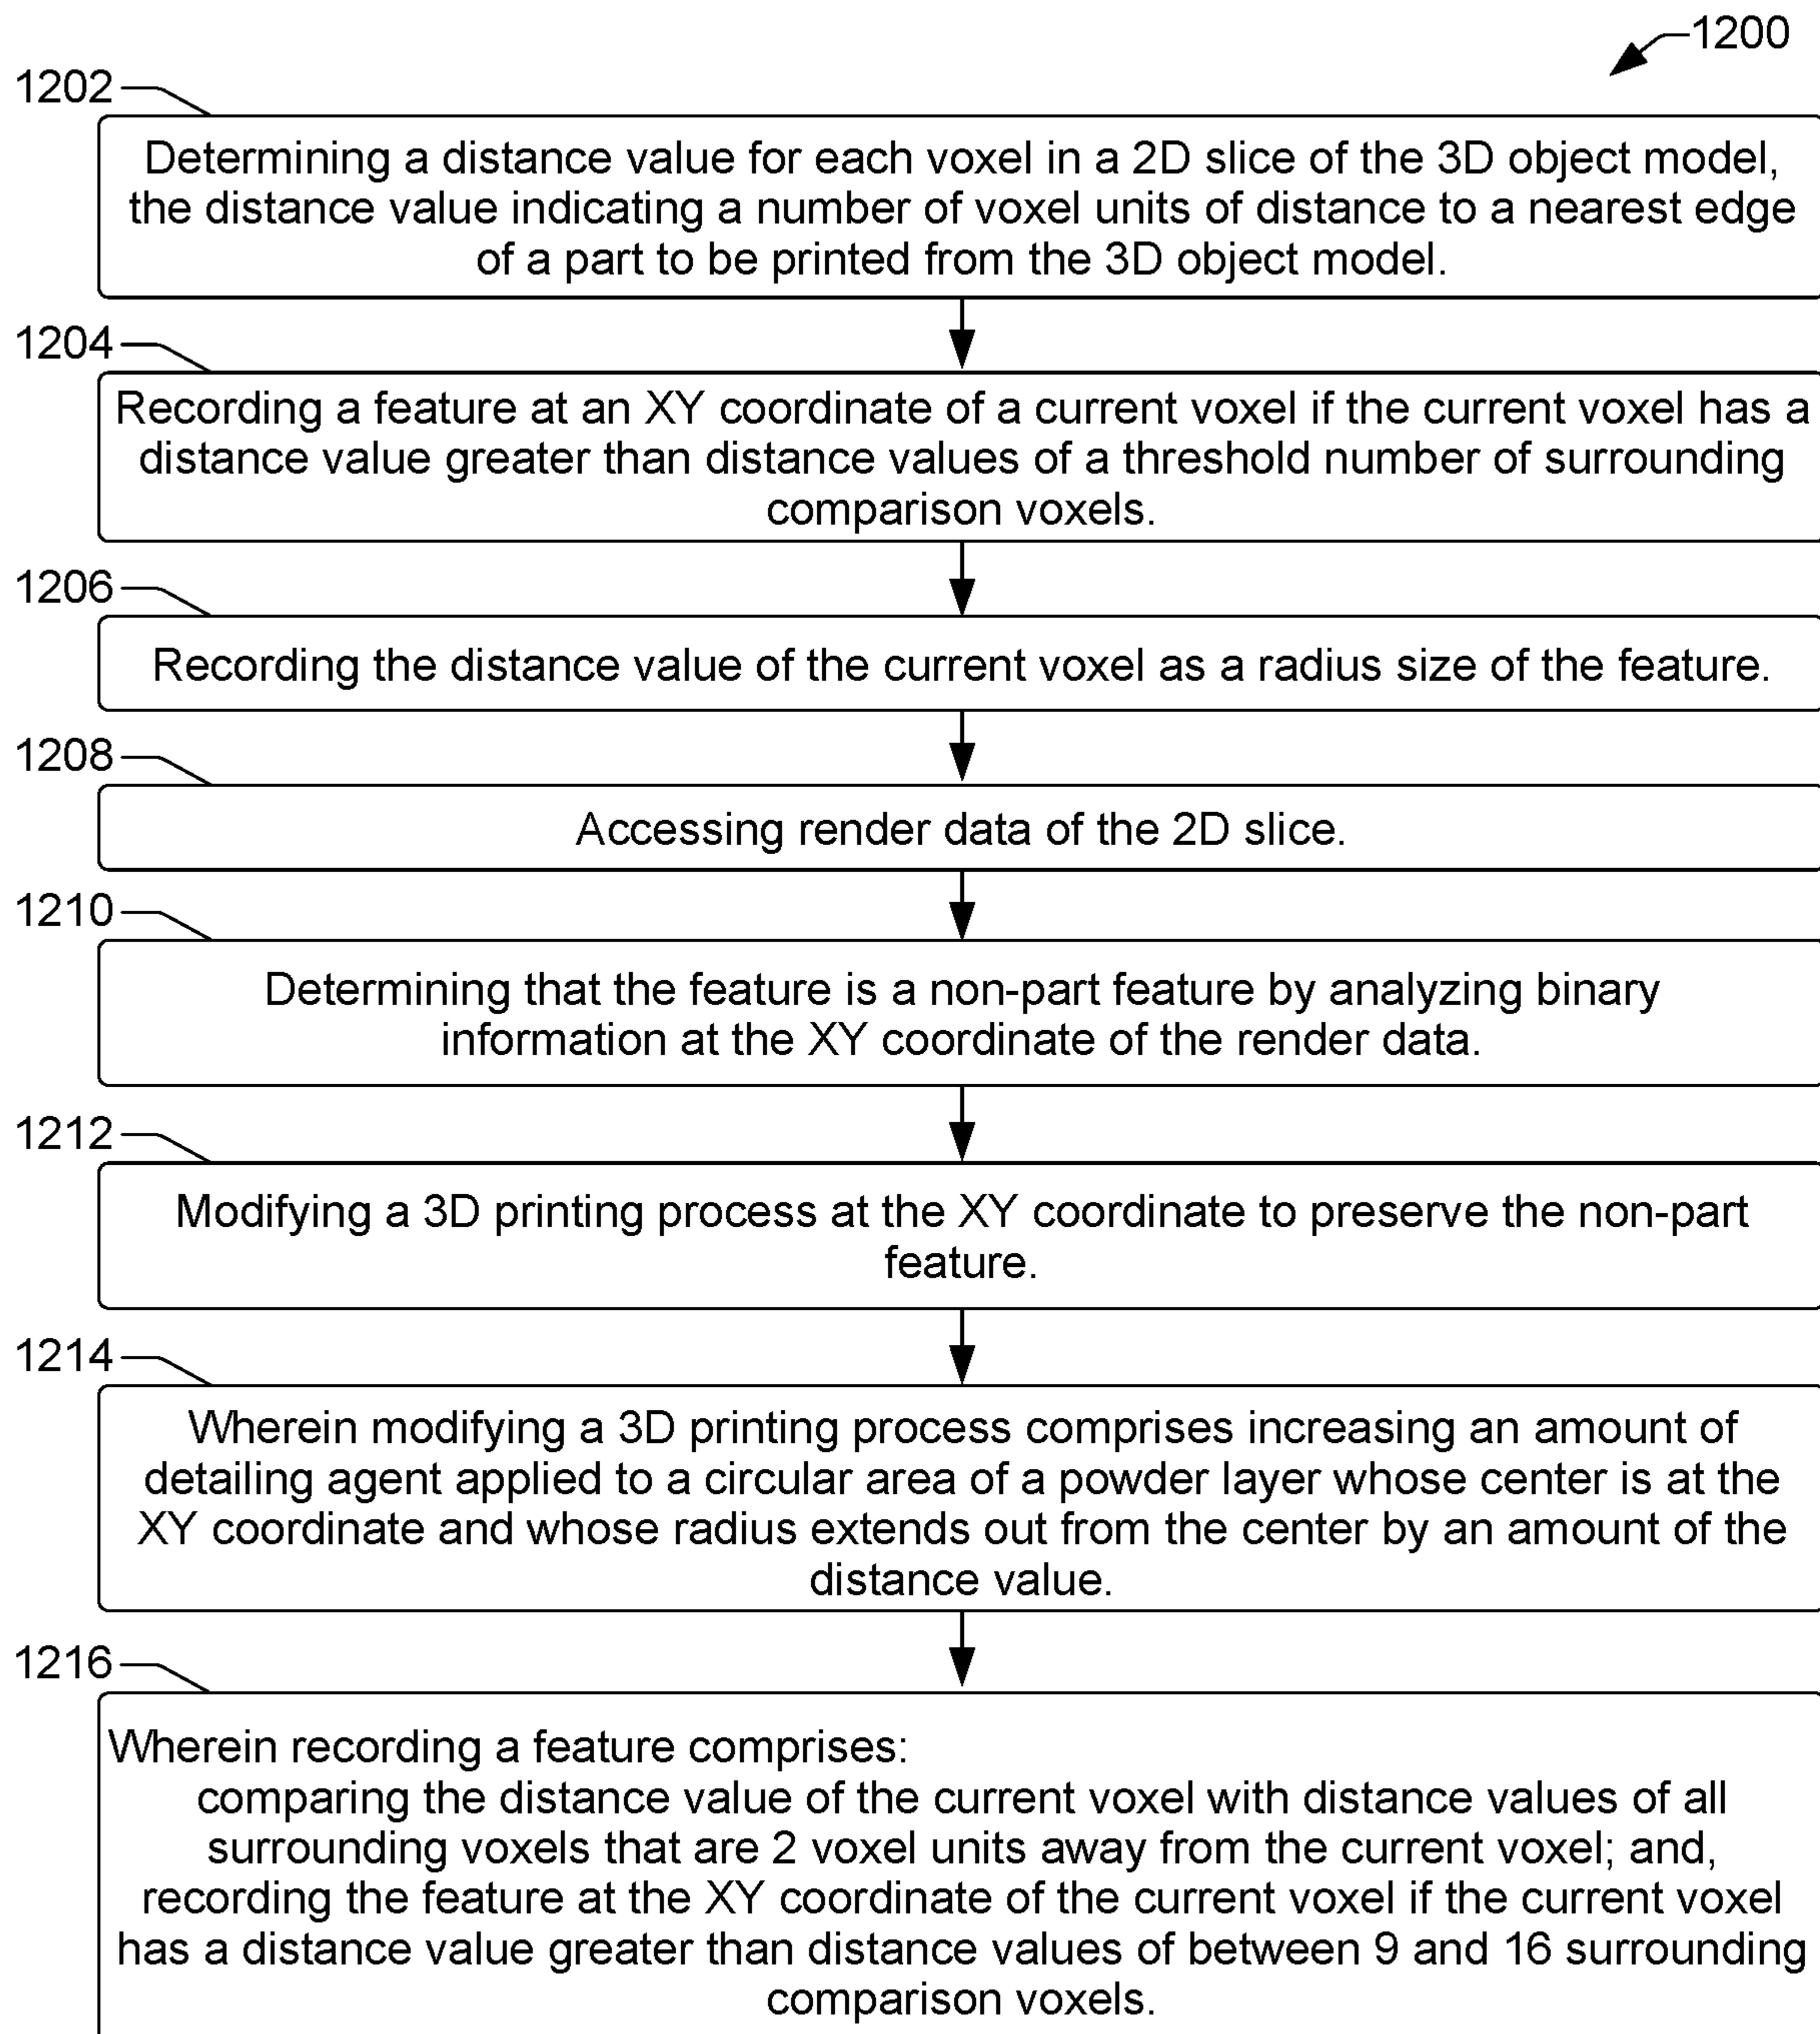 1200
1202
Determining a distance value for each voxel in a 2D slice of the 3D object model,
the distance value indicating a number of voxel units of distance to a nearest edge
of a part to be printed from the 3D object model.
1204
Recording a feature at an XY coordinate of a current voxel if the current voxel has a
distance value greater than distance values of a threshold number of surrounding
comparison voxels.
1206
Recording the distance value of the current voxel as a radius size of the feature.
1208
Accessing render data of the 2D slice.
1210
Determining that the feature is a non-part feature by analyzing binary
information at the XY coordinate of the render data.
1212
Modifying a 3D printing process at the XY coordinate to preserve the non-part
feature.
1214
Wherein modifying a 3D printing process comprises increasing an amount of
detailing agent applied to a circular area of a powder layer whose center is at the
XY coordinate and whose radius extends out from the center by an amount of the
distance value.
1216
Wherein recording a feature comprises:
comparing the distance value of the current voxel with distance values of all
surrounding voxels that are 2 voxel units away from the current voxel; and,
recording the feature at the XY coordinate of the current voxel if the current voxel
has a distance value greater than distance values of between 9 and 16 surrounding
comparison voxels.